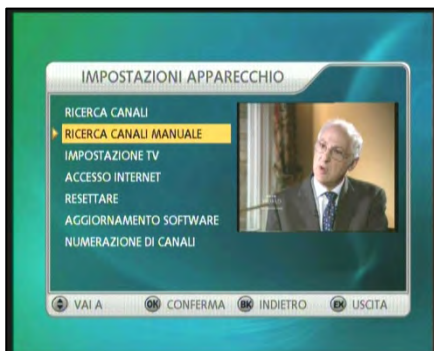 IMPOSTAZIONI APPARECCHIO
RICERCA CANALI
RICERCA CANALI MANUALE
IMPOSTAZIONE TV
ACCESSO INTERNET
RESETTARE
AGGIORNAMENTO SOFTWARE
NUMERAZIONE DI CANALI
VAI A OK CONFERMA BK INDIETRO EX USCITA